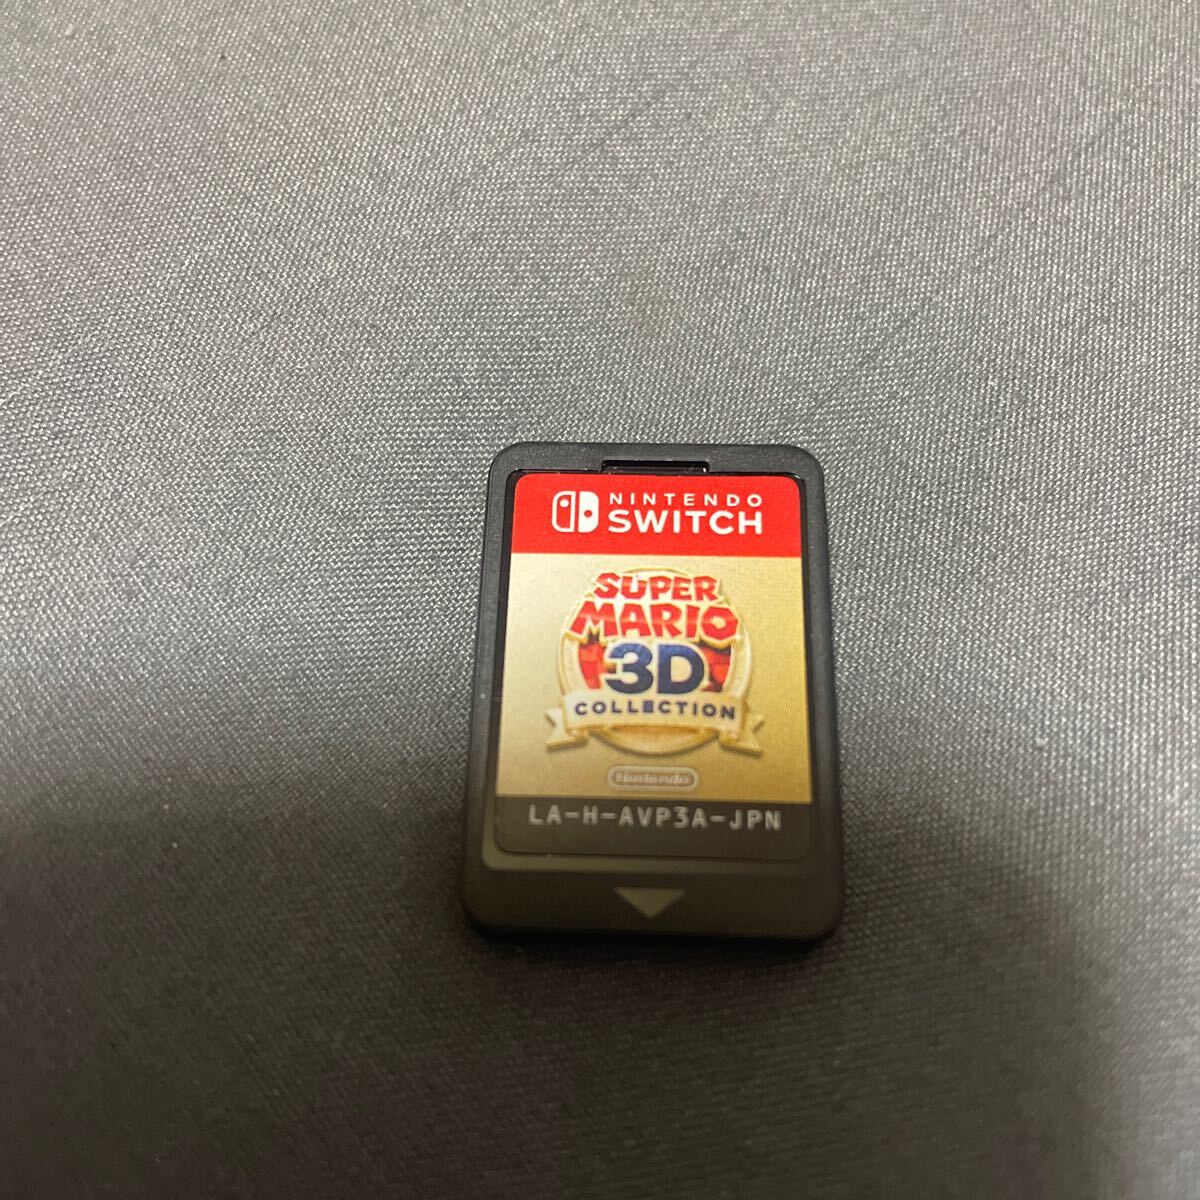 NINTENDO
SWITCH
SUPER
MARIO
3D
COLLECTION
Nintendo
LA-H-AVP3A-JPN